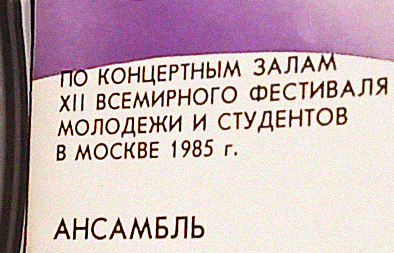 ПО КОНЦЕРТНЫМ ЗАЛАМ
XII ВСЕМИРНОГО ФЕСТИВАЛЯ
МОЛОДЕЖИ И СТУДЕНТОВ
В МОСКВЕ 1985 г.
АНСАМБЛЬ